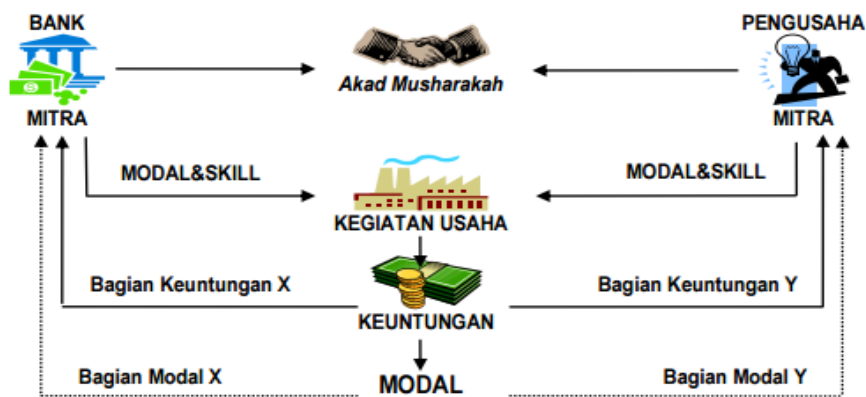 BANK
PENGUSAHA
Akad Musharakah
MITRA
MITRA
MODAL&SKILL
MODAL&SKILL
KEGIATAN USAHA
Bagian Keuntungan X
Bagian Keuntungan Y
KEUNTUNGAN
Bagian Modal X
MODAL
Bagian Modal Y